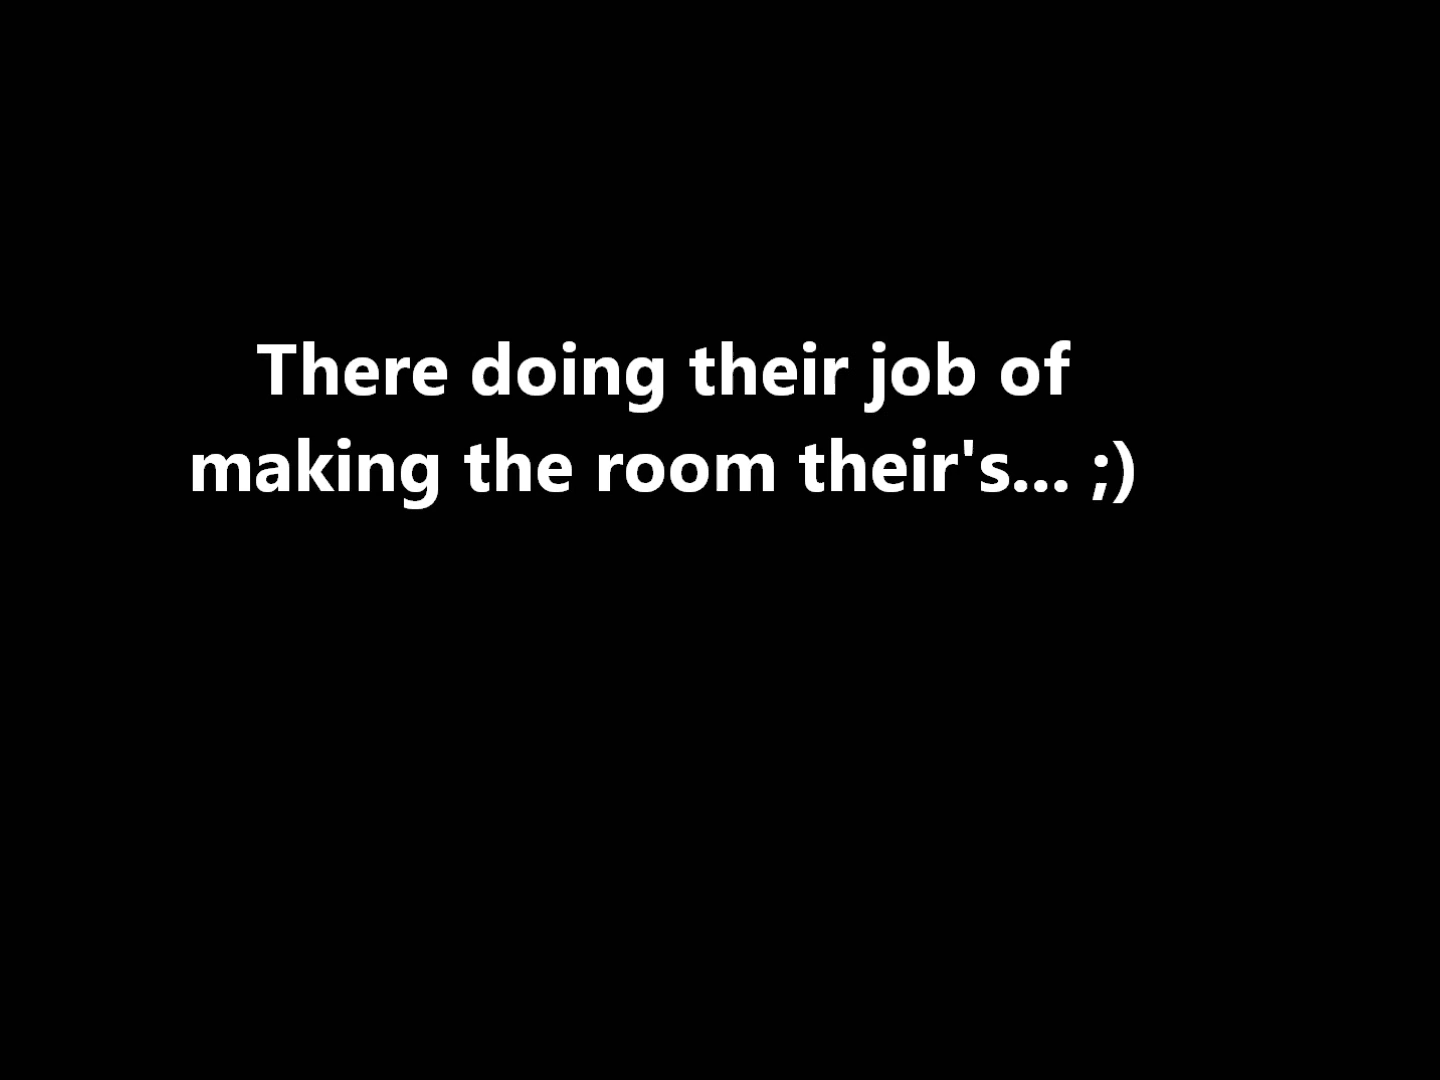 There doing their job of
making the room their's... ;)